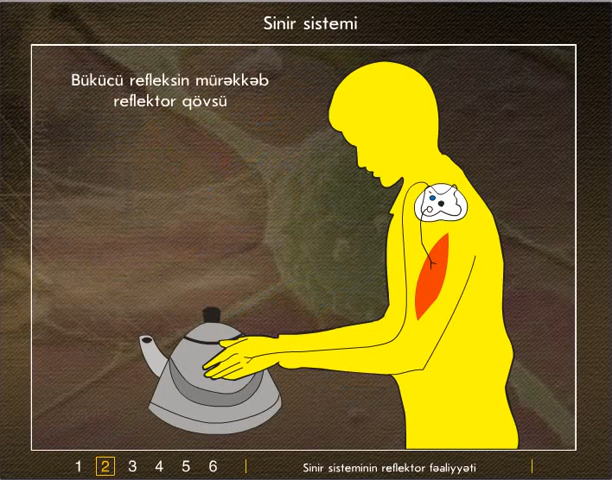 Sinir sistemi
Bükücü refleksin mürəkkəb
reflektor qövsü
1 2 3 4 5 6
Sinir sisteminin reflektor fəaliyyəti